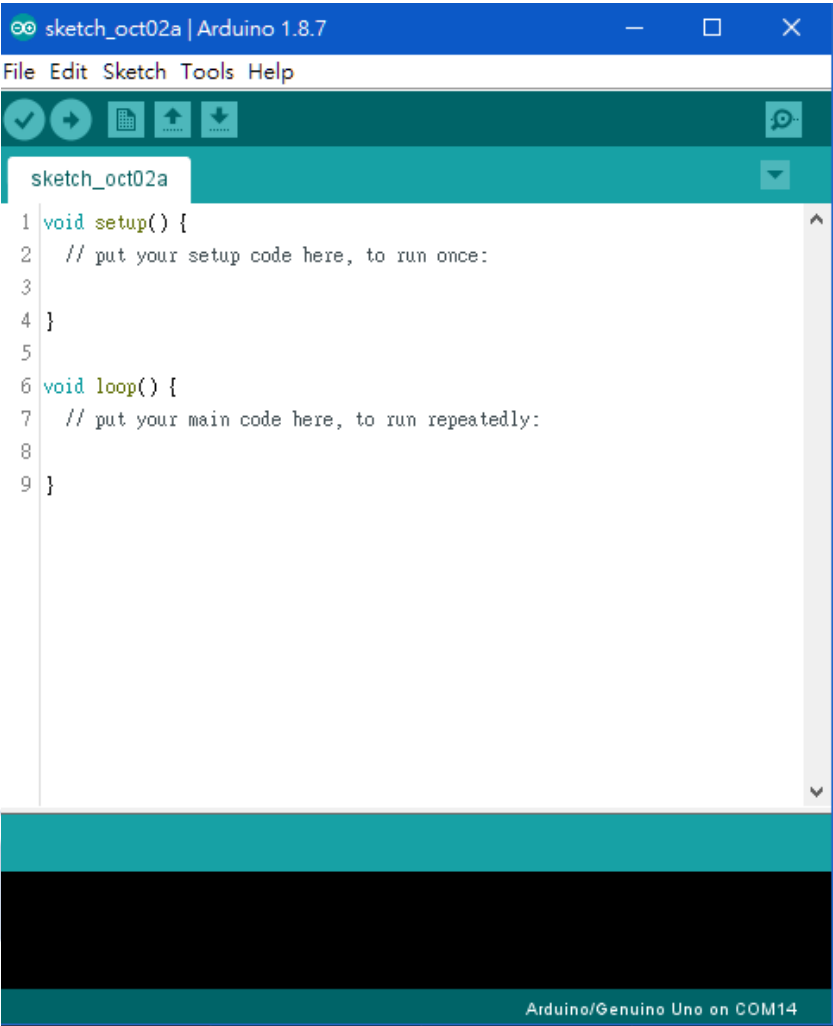 sketch_oct02a | Arduino 1.8.7
File Edit Sketch Tools Help
sketch_oct02a
1 void setup() {
2   // put your setup code here, to run once:
3
4 }
5
6 void loop() {
7   // put your main code here, to run repeatedly:
8
9 }
Arduino/Genuino Uno on COM14